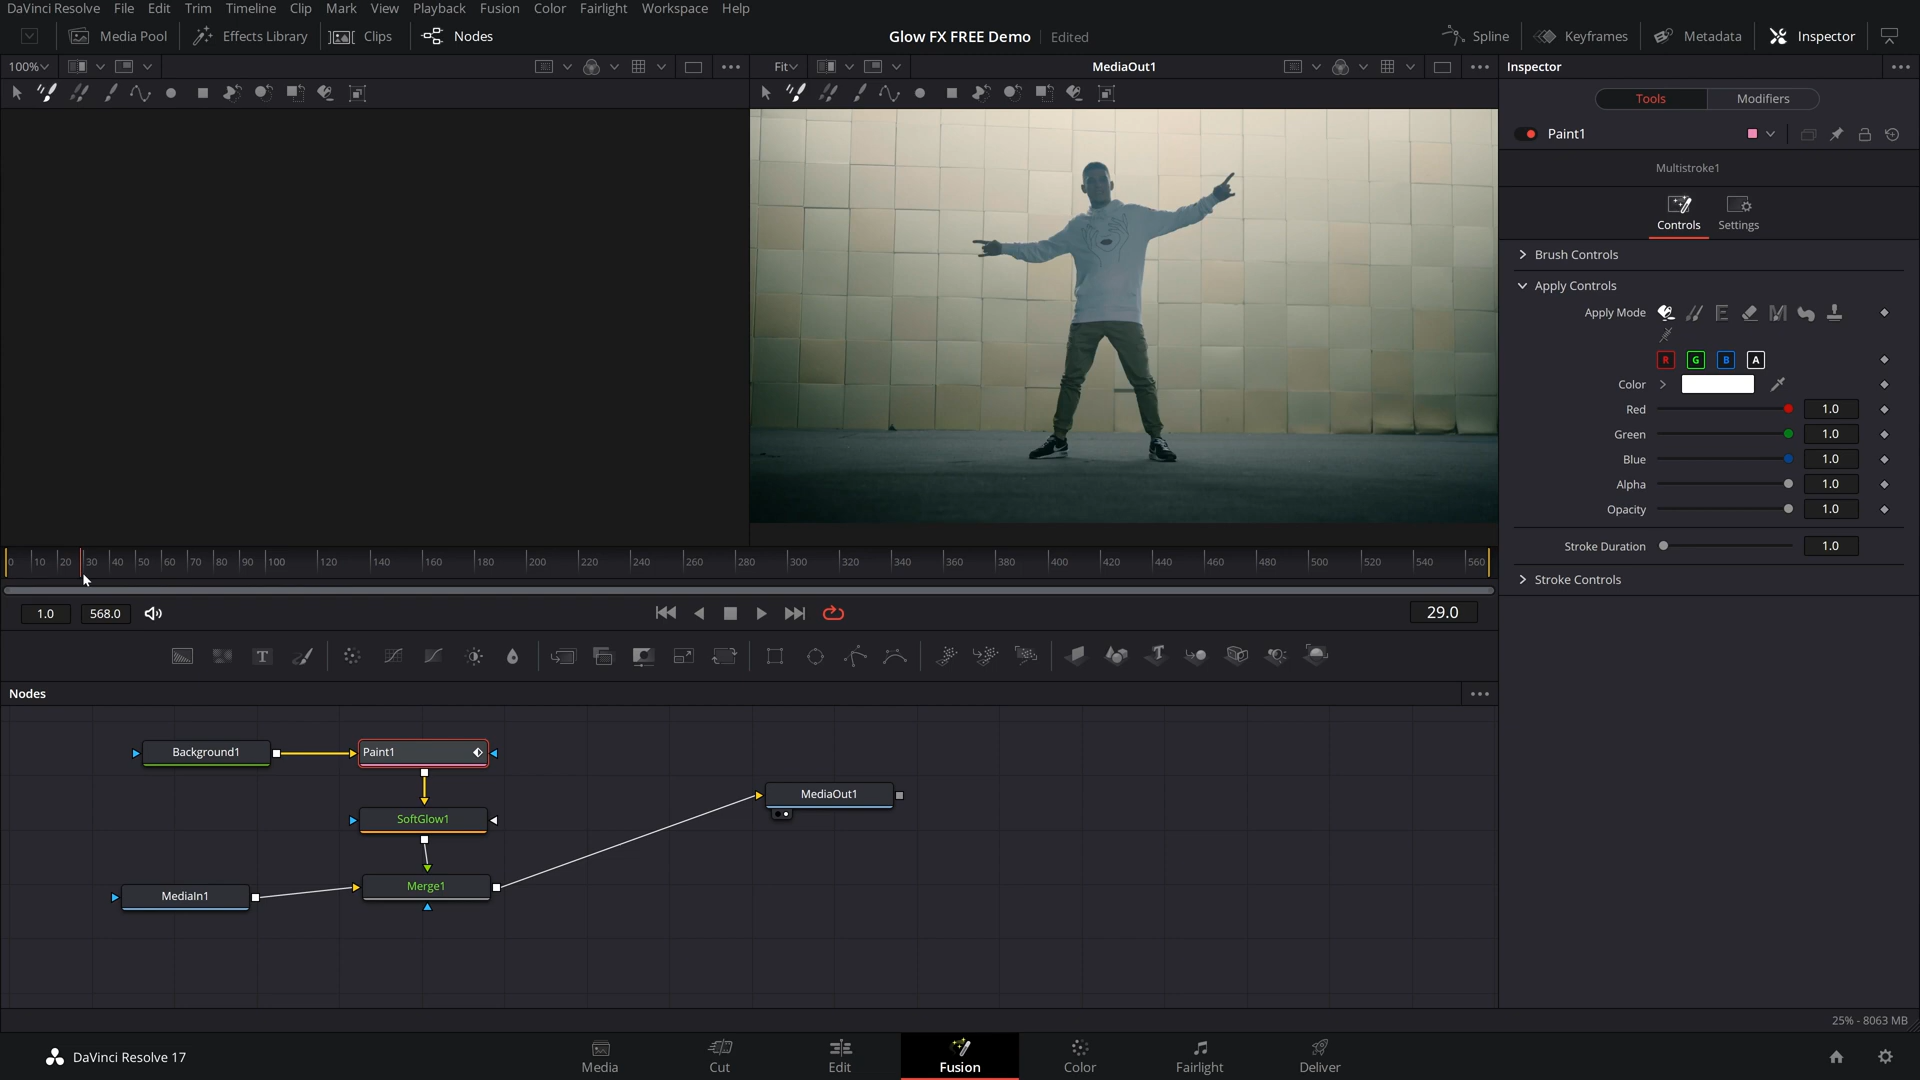 DaVinci Resolve File Edit Trim Timeline Clip Mark View Playback Fusion Color Fairlight Workspace Help
Media Pool Effects Library Clips Nodes Glow FX FREE Demo Edited Spline Keyframes Metadata Inspector
100% Fit MediaOut1 Inspector
Tools Modifiers
Paint1
Multistroke1
Controls Settings
Brush Controls
Apply Controls
Apply Mode
R G B A
Color
Red 1.0
Green 1.0
Blue 1.0
Alpha 1.0
Opacity 1.0
Stroke Duration 1.0
Stroke Controls
0 10 20 30 40 50 60 70 80 90 100 120 140 160 180 200 220 240 260 280 300 320 340 360 380 400 420 440 460 480 500 520 540 560
1.0 568.0 29.0
Nodes
Background1 Paint1
MediaOut1
SoftGlow1
Merge1
MediaIn1
25% - 8063 MB
DaVinci Resolve 17
Media Cut Edit Fusion Color Fairlight Deliver